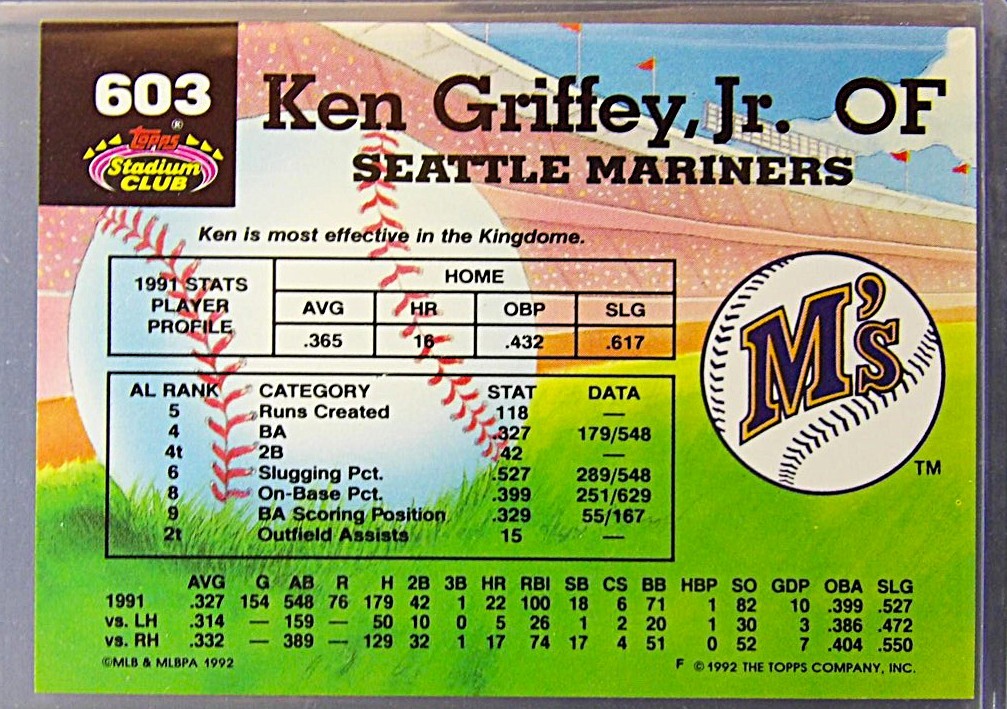 603
Ken Griffey, Jr. OF
Topps®
Stadium
CLUB
SEATTLE MARINERS
Ken is most effective in the Kingdome.
1991 STATS PLAYER PROFILE
HOME
AVG HR OBP SLG
.365 16 .432 .617
M's
TM
AL RANK CATEGORY STAT DATA
5 Runs Created 118 —
4 BA .327 179/548
4t 2B 42 —
6 Slugging Pct. .527 289/548
8 On-Base Pct. .399 251/629
9 BA Scoring Position .329 55/167
2t Outfield Assists 15 —
AVG G AB R H 2B 3B HR RBI SB CS BB HBP SO GDP OBA SLG
1991 .327 154 548 76 179 42 1 22 100 18 6 71 1 82 10 .399 .527
vs. LH .314 — 159 — 50 10 0 5 26 1 2 20 1 30 3 .386 .472
vs. RH .332 — 389 — 129 32 1 17 74 17 4 51 0 52 7 .404 .550
©MLB & MLBPA 1992 F ©1992 THE TOPPS COMPANY, INC.